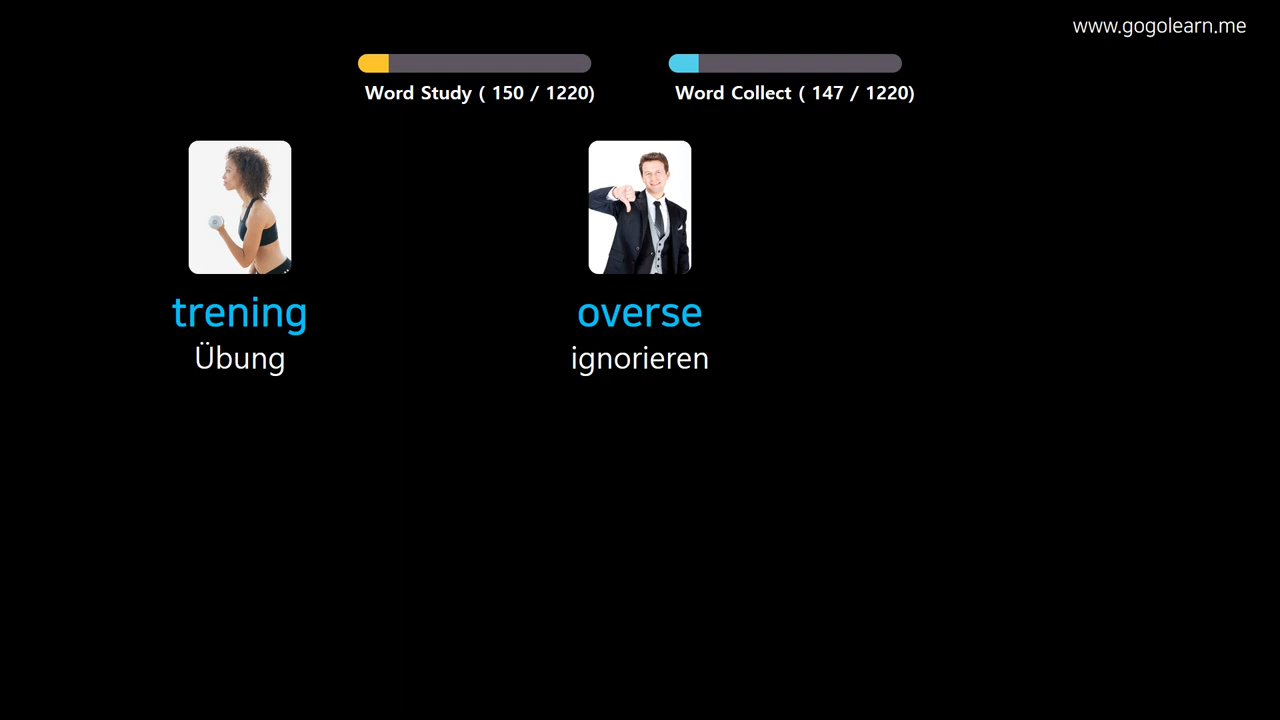 www.gogolearn.me
Word Study ( 150 / 1220)
Word Collect ( 147 / 1220)
trening
Übung
overse
ignorieren